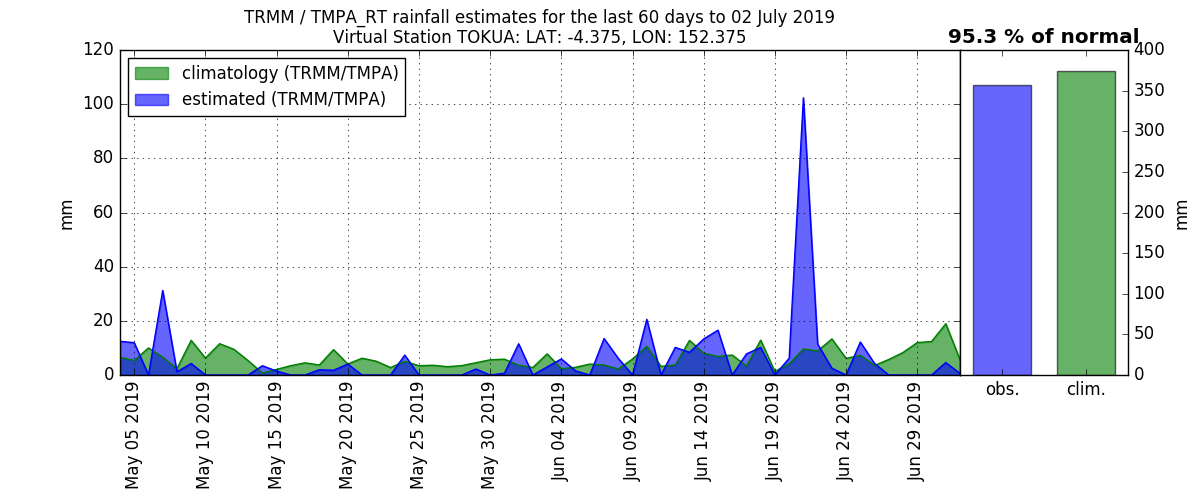 TRMM / TMPA_RT rainfall estimates for the last 60 days to 02 July 2019
Virtual Station TOKUA: LAT: -4.375, LON: 152.375
95.3 % of normal
climatology (TRMM/TMPA)
estimated (TRMM/TMPA)
120
100
80
60
40
20
0
mm
400
350
300
250
200
150
100
50
0
mm
May 05 2019
May 10 2019
May 15 2019
May 20 2019
May 25 2019
May 30 2019
Jun 04 2019
Jun 09 2019
Jun 14 2019
Jun 19 2019
Jun 24 2019
Jun 29 2019
obs.
clim.